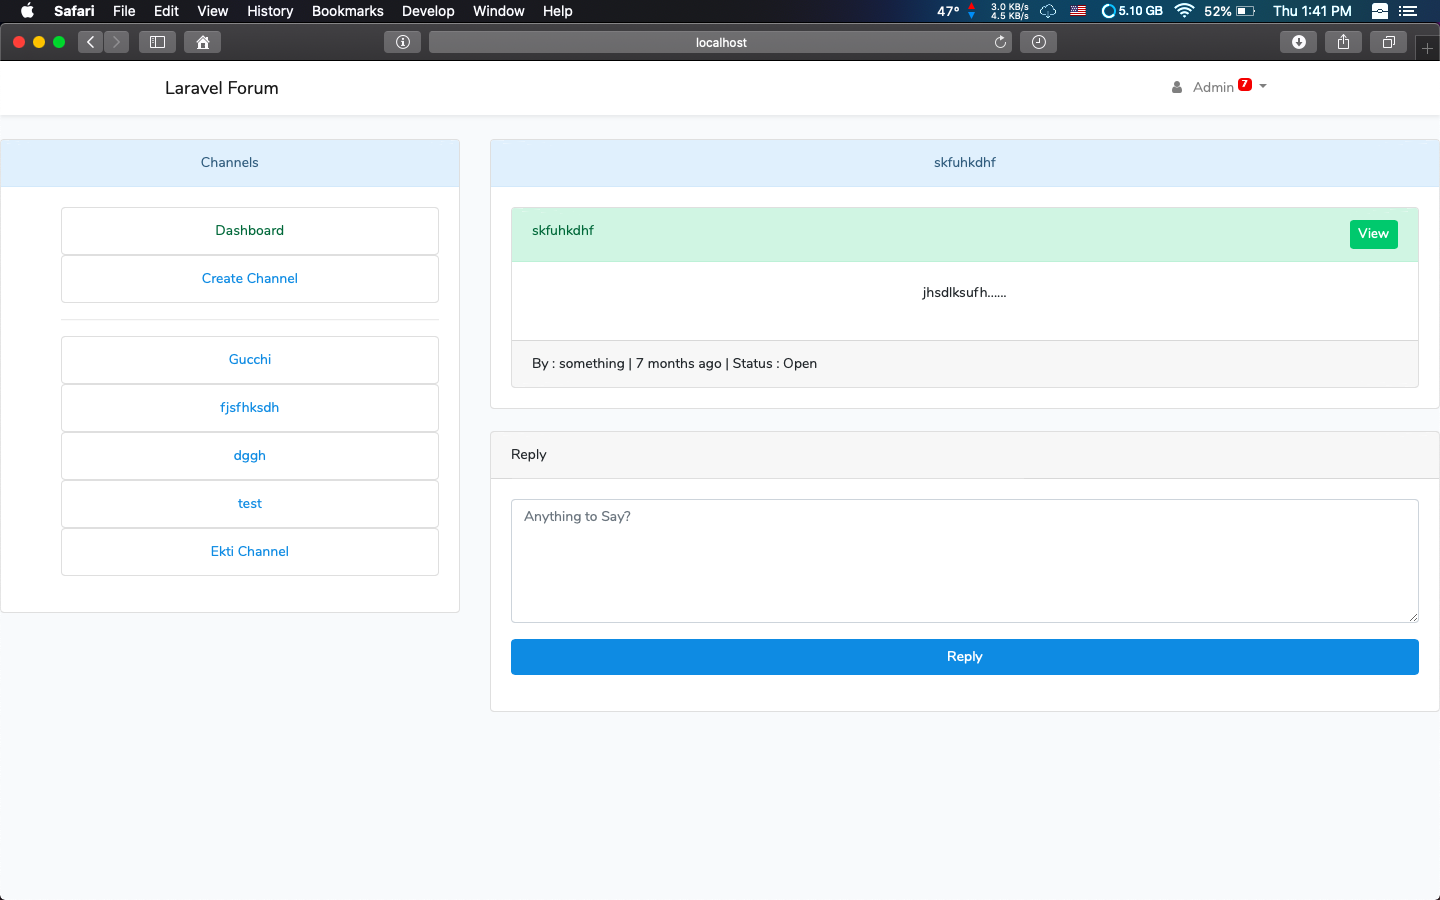 Safari File Edit View History Bookmarks Develop Window Help 47° 3.0 KB/s 4.5 KB/s 5.10 GB 52% Thu 1:41 PM
localhost
Laravel Forum
Admin 7
Channels
Dashboard
Create Channel
Gucchi
fjsfhksdh
dggh
test
Ekti Channel
skfuhkdhf
skfuhkdhf View
jhsdlksufh......
By : something | 7 months ago | Status : Open
Reply
Anything to Say?
Reply